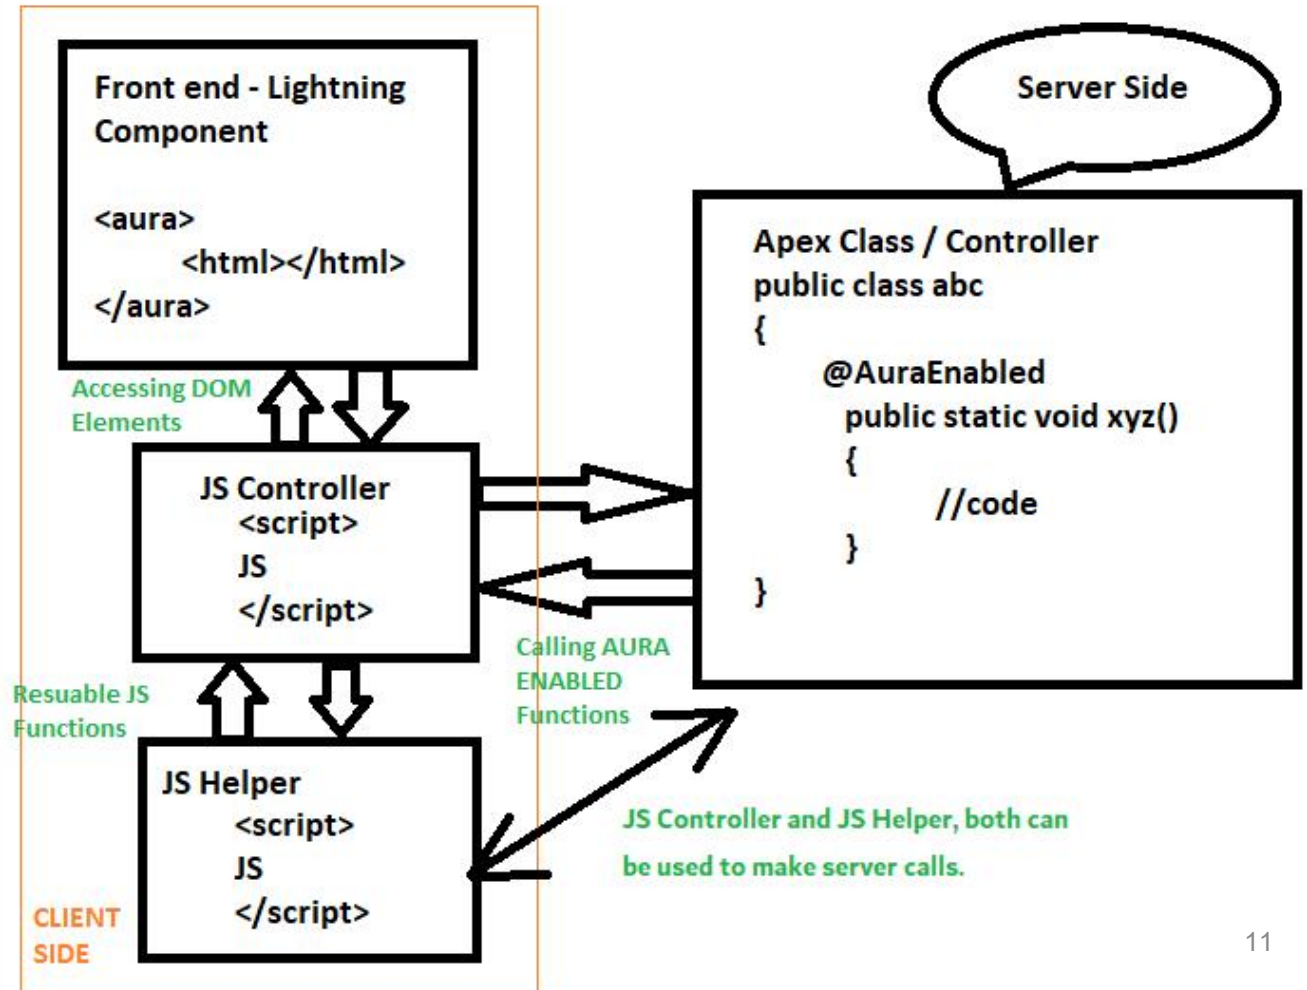 Front end - Lightning
Component
<aura>
<html></html>
</aura>
Accessing DOM
Elements
JS Controller
<script>
JS
</script>
Resuable JS
Functions
JS Helper
<script>
JS
</script>
CLIENT
SIDE
Server Side
Apex Class / Controller
public class abc
{
@AuraEnabled
public static void xyz()
{
//code
}
}
Calling AURA
ENABLED
Functions
JS Controller and JS Helper, both can
be used to make server calls.
11